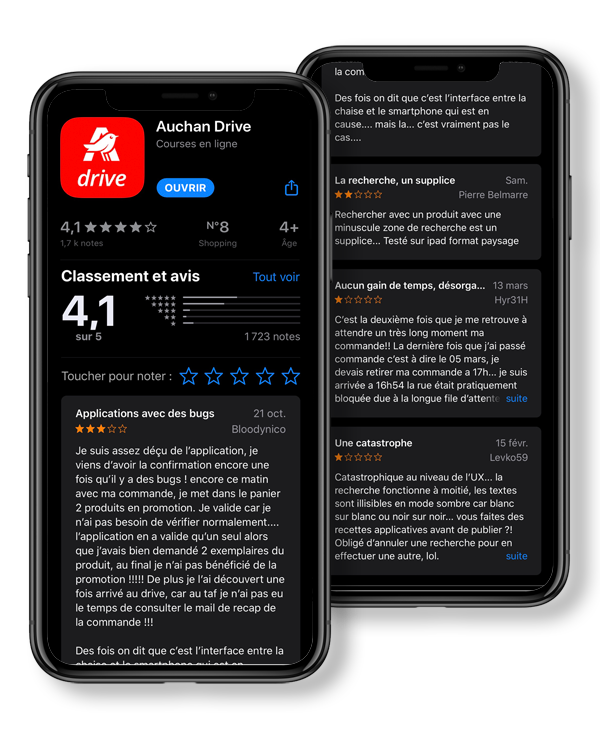 Auchan Drive
Courses en ligne
drive
OUVRIR
4,1 ★★★★☆
1,7 k notes
N°8
Shopping
4+
Âge
Classement et avis
Tout voir
4,1
sur 5
1 723 notes
Toucher pour noter :
Applications avec des bugs
21 oct.
Bloodynico
Je suis assez déçu de l'application, je
viens d'avoir la confirmation encore une
fois qu'il y a des bugs ! encore ce matin
avec ma commande, je met dans le panier
2 produits en promotion. Je valide car je
n'ai pas besoin de vérifier normalement....
l'application en a valide qu'un seul alors
que j'avais bien demandé 2 exemplaires du
produit, au final je n'ai pas bénéficié de la
promotion !!!!! De plus je l'ai découvert une
fois arrivé au drive, car au taf je n'ai pas eu
le temps de consulter le mail de recap de
la commande !!!
Des fois on dit que c'est l'interface entre la
chaise et le smartphone qui est en
la com
Des fois on dit que c'est l'interface entre la
chaise et le smartphone qui est en
cause.... mais la... c'est vraiment pas le
cas....
La recherche, un supplice
Sam.
Pierre Belmarre
Rechercher avec un produit avec une
minuscule zone de recherche est un
supplice... Testé sur ipad format paysage
Aucun gain de temps, désorga...
13 mars
Hyr31H
C'est la deuxième fois que je me retrouve à
attendre un très long moment ma
commande!! La dernière fois que j'ai passé
commande c'est à dire le 05 mars, je
devais retirer ma commande a 17h... je suis
arrivée a 16h54 la rue était pratiquement
bloquée due à la longue file d'attente suite
Une catastrophe
15 févr.
Levko59
Catastrophique au niveau de l'UX... la
recherche fonctionne à moitié, les textes
sont illisibles en mode sombre car blanc
sur blanc ou noir sur noir... vous faites des
recettes applicatives avant de publier ?!
Obligé d'annuler une recherche pour en
effectuer une autre, lol. suite